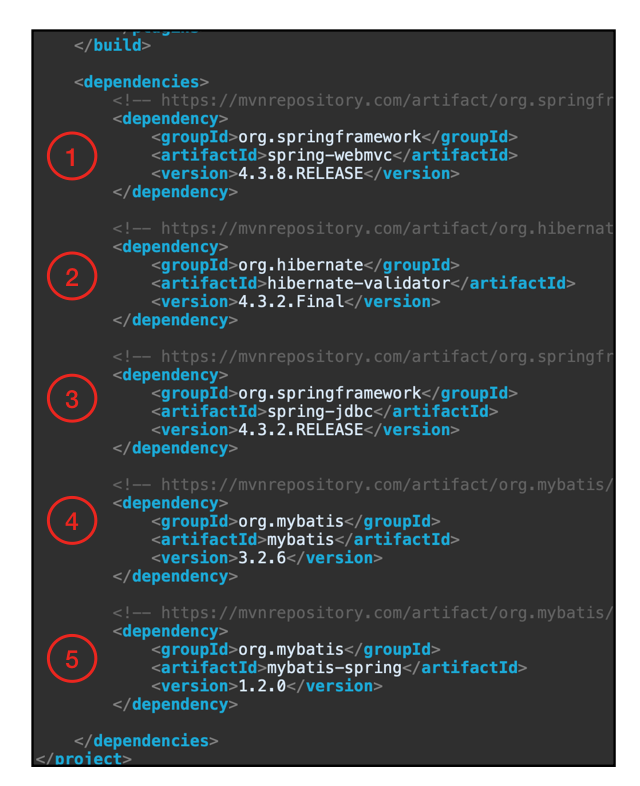 </plugins
</build>
<dependencies>
<!-- https://mvnrepository.com/artifact/org.springfr
<dependency>
<groupId>org.springframework</groupId>
<artifactId>spring-webmvc</artifactId>
<version>4.3.8.RELEASE</version>
</dependency>
1
<!-- https://mvnrepository.com/artifact/org.hibernat
<dependency>
<groupId>org.hibernate</groupId>
<artifactId>hibernate-validator</artifactId>
<version>4.3.2.Final</version>
</dependency>
2
<!-- https://mvnrepository.com/artifact/org.springfr
<dependency>
<groupId>org.springframework</groupId>
<artifactId>spring-jdbc</artifactId>
<version>4.3.2.RELEASE</version>
</dependency>
3
<!-- https://mvnrepository.com/artifact/org.mybatis/
<dependency>
<groupId>org.mybatis</groupId>
<artifactId>mybatis</artifactId>
<version>3.2.6</version>
</dependency>
4
<!-- https://mvnrepository.com/artifact/org.mybatis/
<dependency>
<groupId>org.mybatis</groupId>
<artifactId>mybatis-spring</artifactId>
<version>1.2.0</version>
</dependency>
5
</dependencies>
</project>